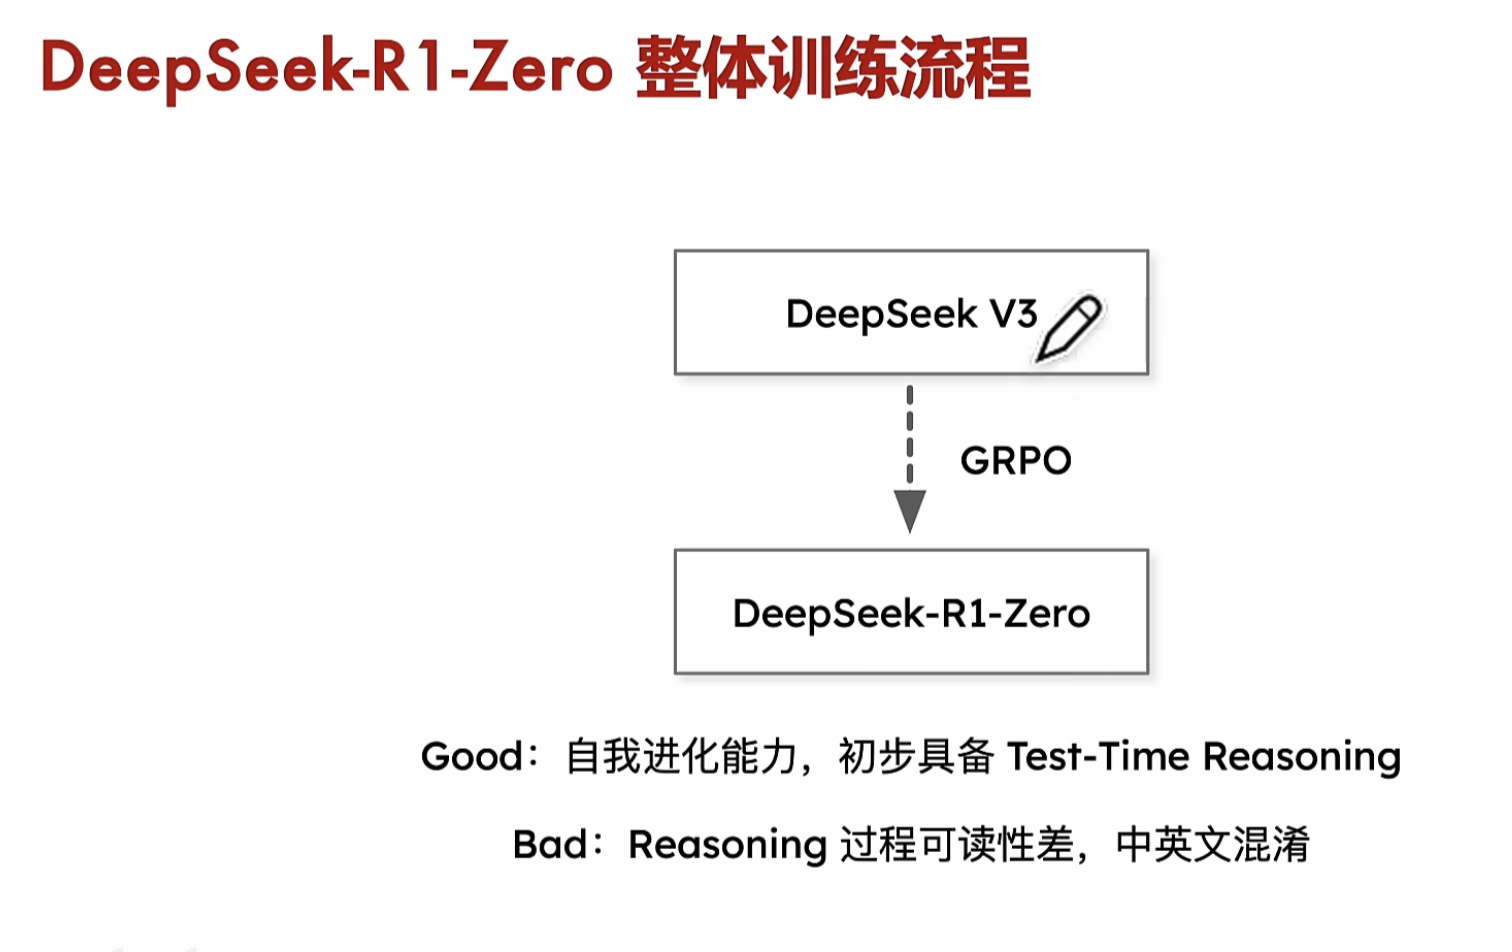 DeepSeek-R1-Zero 整体训练流程
DeepSeek V3
GRPO
DeepSeek-R1-Zero
Good：自我进化能力，初步具备 Test-Time Reasoning
Bad：Reasoning 过程可读性差，中英文混淆